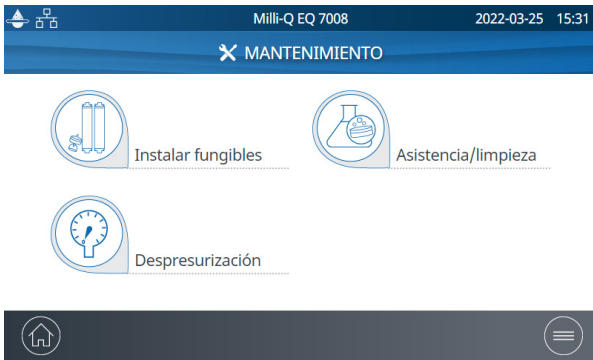 Milli-Q EQ 7008 2022-03-25 15:31
MANTENIMIENTO
Instalar fungibles Asistencia/limpieza
Despresurización